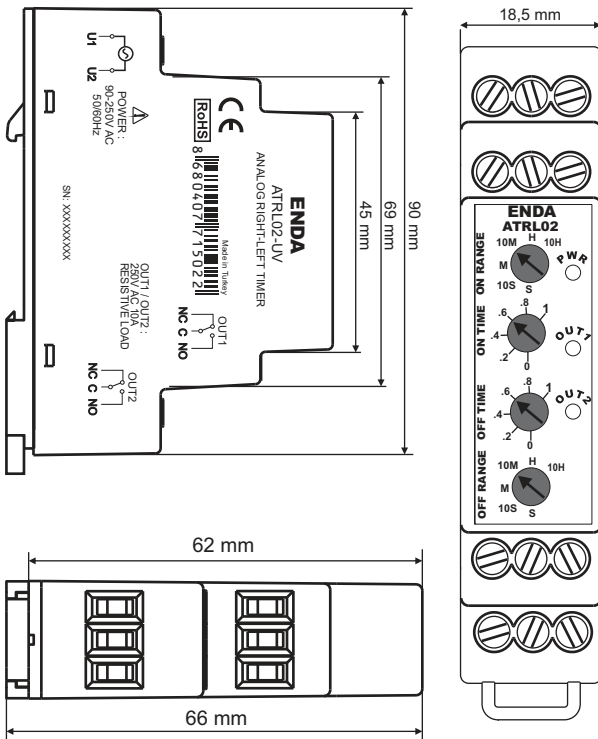 U1
U2
POWER :
90-250V AC
50/60Hz
SN: XXXXXXXXX
CE
RoHS
8 680407 715022
Made in Turkey
ENDA
ATRL02-UV
ANALOG RIGHT-LEFT TIMER
OUT1 / OUT2 :
250V AC 10A
RESISTIVE LOAD
OUT1
NC C NO
OUT2
NC C NO
45 mm
69 mm
90 mm
18,5 mm
ENDA
ATRL02
ON RANGE
10S
M
10M
H
10H
S
PWR
ON TIME
0
.2
.4
.6
.8
1
OUT1
OFF TIME
0
.2
.4
.6
.8
1
OUT2
OFF RANGE
10S
M
10M
H
10H
S
62 mm
66 mm